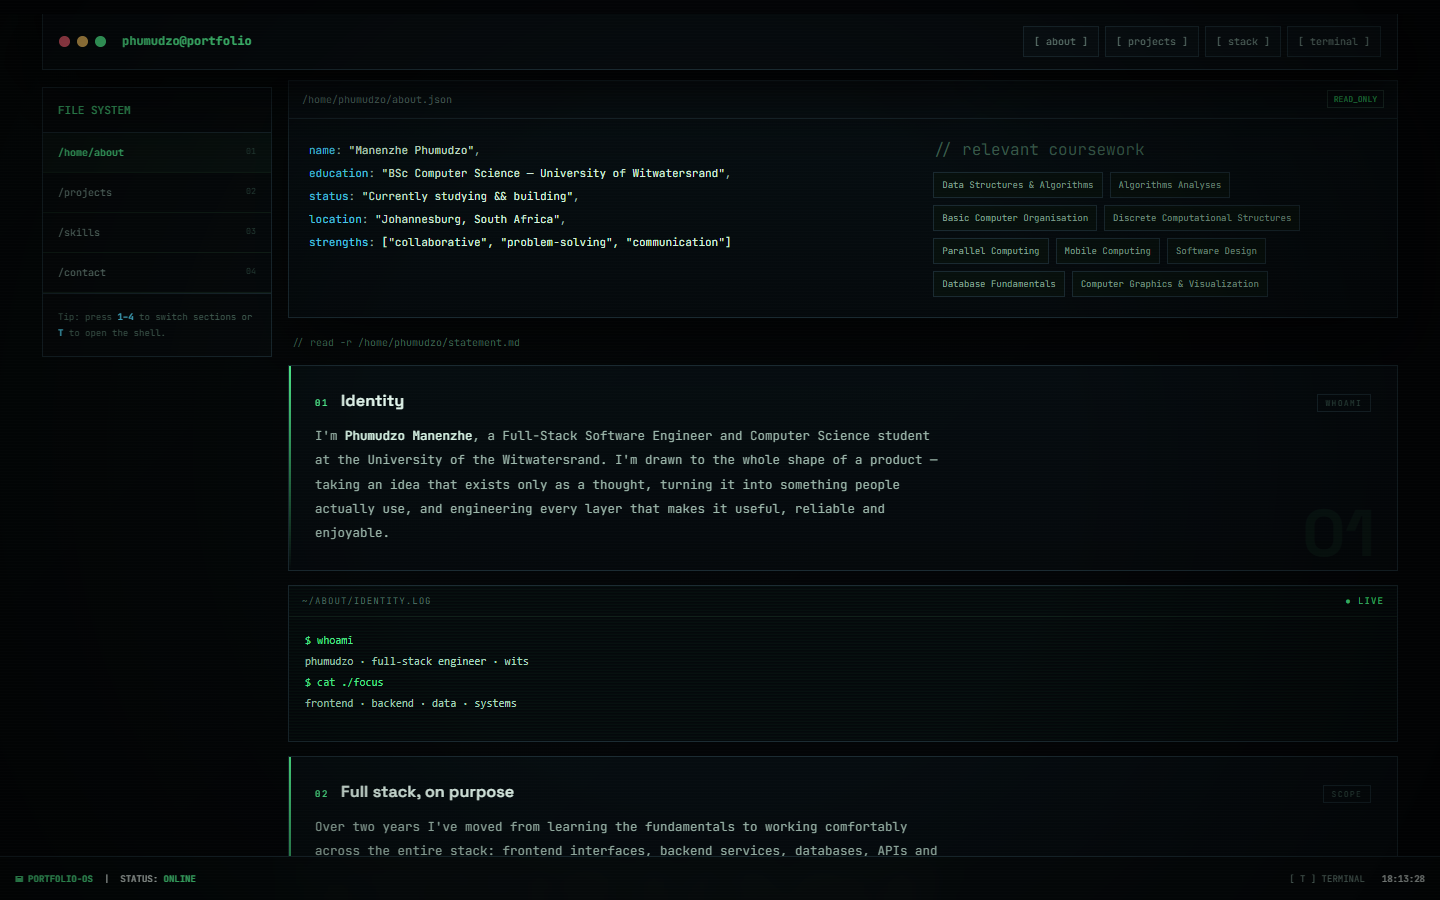 phumudzo@portfolio
[ about ]
[ projects ]
[ stack ]
[ terminal ]
FILE SYSTEM
/home/about 01
/projects 02
/skills 03
/contact 04
Tip: press 1–4 to switch sections or
T to open the shell.
/home/phumudzo/about.json
READ_ONLY
name: "Manenzhe Phumudzo",
education: "BSc Computer Science — University of Witwatersrand",
status: "Currently studying && building",
location: "Johannesburg, South Africa",
strengths: ["collaborative", "problem-solving", "communication"]
// relevant coursework
Data Structures & Algorithms
Algorithms Analyses
Basic Computer Organisation
Discrete Computational Structures
Parallel Computing
Mobile Computing
Software Design
Database Fundamentals
Computer Graphics & Visualization
// read -r /home/phumudzo/statement.md
01 Identity
WHOAMI
I'm Phumudzo Manenzhe, a Full-Stack Software Engineer and Computer Science student
at the University of the Witwatersrand. I'm drawn to the whole shape of a product —
taking an idea that exists only as a thought, turning it into something people
actually use, and engineering every layer that makes it useful, reliable and
enjoyable.
01
~/ABOUT/IDENTITY.LOG
● LIVE
$ whoami
phumudzo · full-stack engineer · wits
$ cat ./focus
frontend · backend · data · systems
02 Full stack, on purpose
SCOPE
Over two years I've moved from learning the fundamentals to working comfortably
across the entire stack: frontend interfaces, backend services, databases, APIs and
PORTFOLIO-OS | STATUS: ONLINE
[ T ] TERMINAL 18:13:28